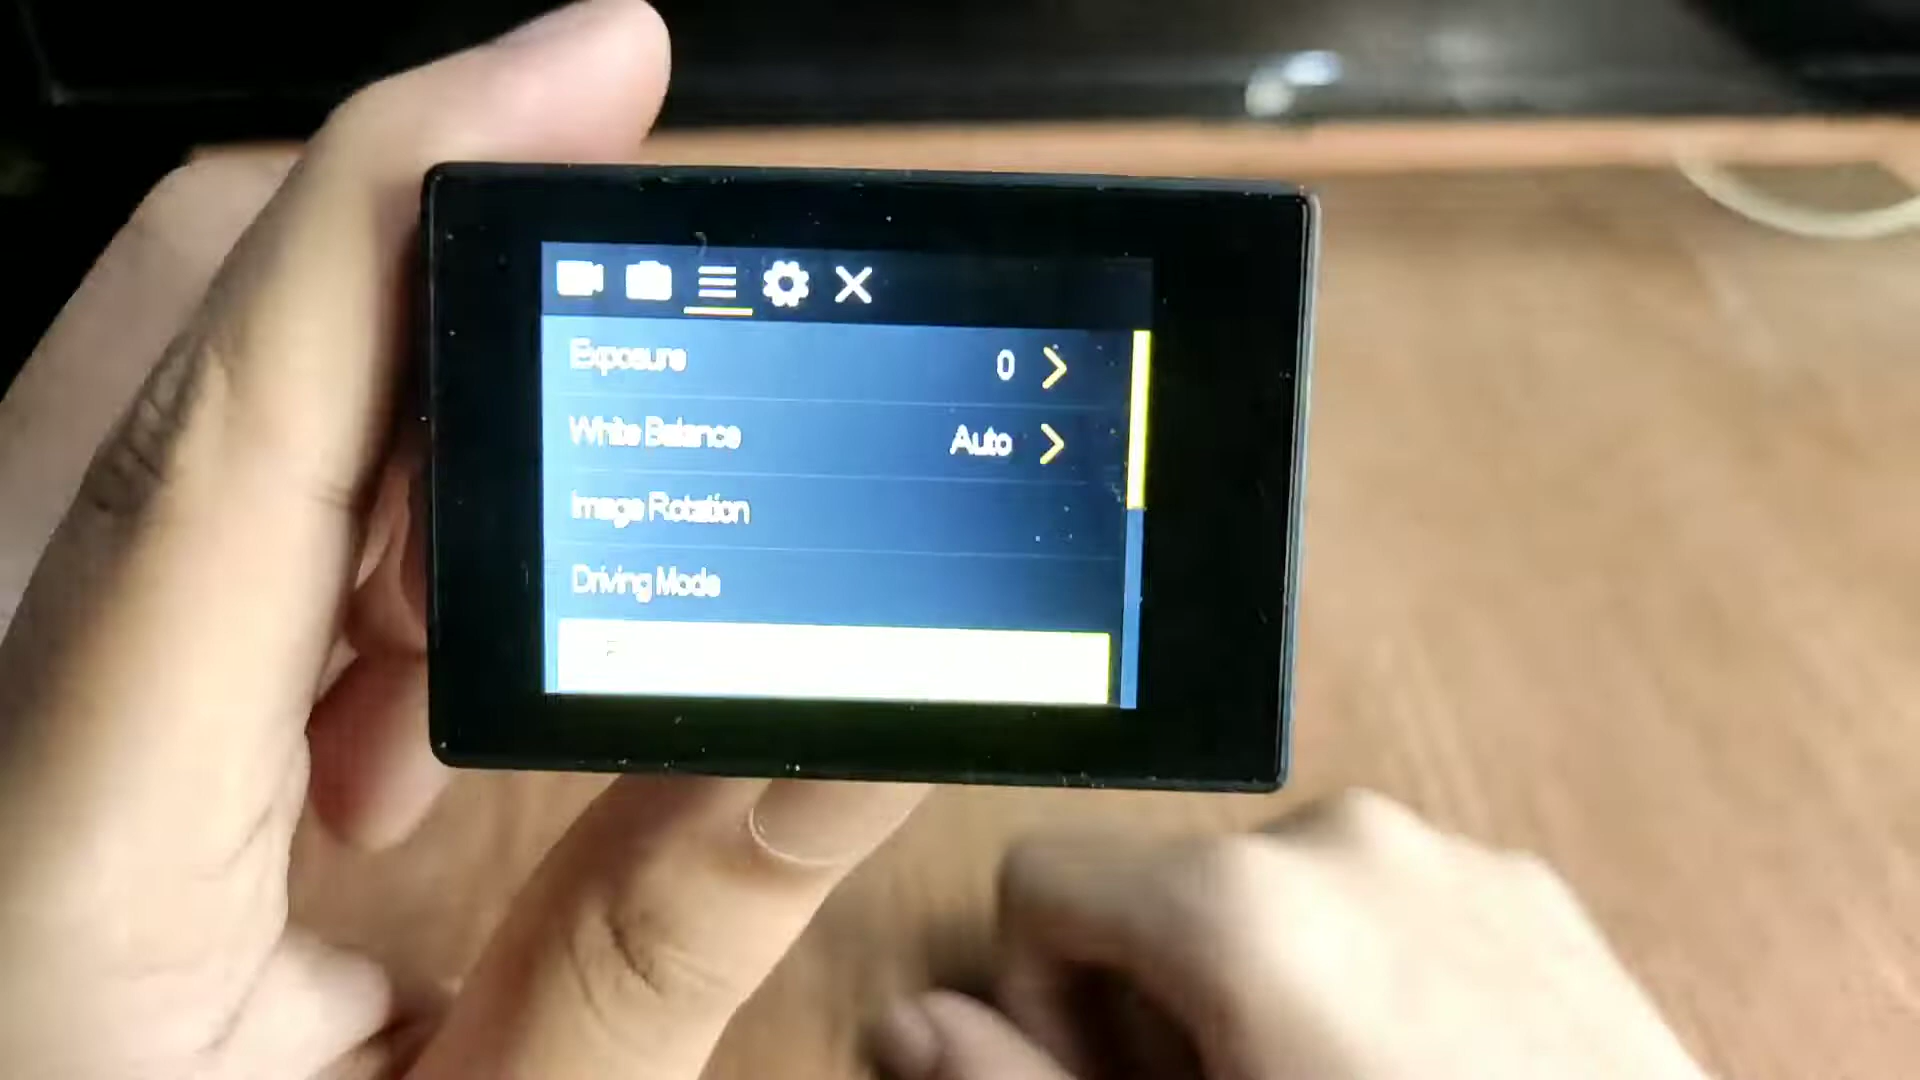 Exposure 0
White Balance Auto
Image Rotation
Driving Mode